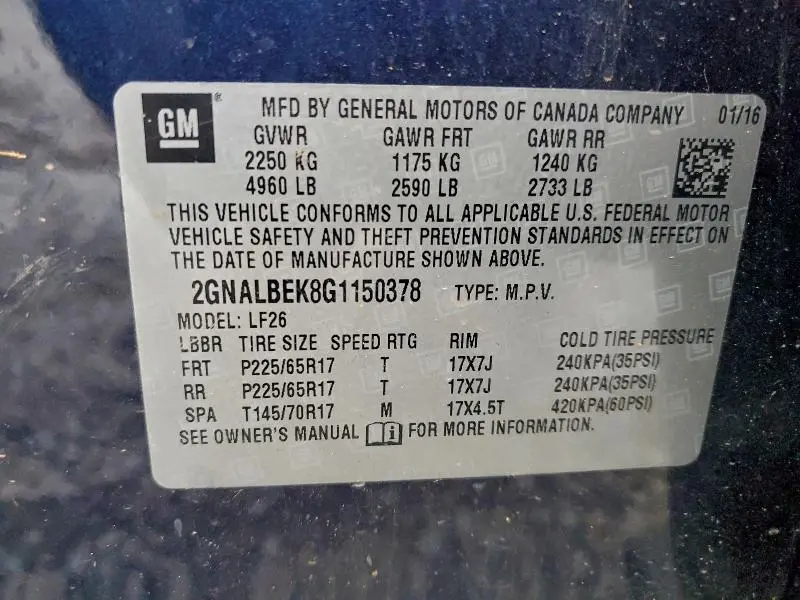 GM® MFD BY GENERAL MOTORS OF CANADA COMPANY 01/16
GVWR GAWR FRT GAWR RR
2250 KG 1175 KG 1240 KG
4960 LB 2590 LB 2733 LB
THIS VEHICLE CONFORMS TO ALL APPLICABLE U.S. FEDERAL MOTOR
VEHICLE SAFETY AND THEFT PREVENTION STANDARDS IN EFFECT ON
THE DATE OF MANUFACTURE SHOWN ABOVE.
2GNALBEK8G1150378 TYPE: M.P.V.
MODEL: LF26
LBBR TIRE SIZE SPEED RTG RIM COLD TIRE PRESSURE
FRT P225/65R17 T 17X7J 240KPA(35PSI)
RR P225/65R17 T 17X7J 240KPA(35PSI)
SPA T145/70R17 M 17X4.5T 420KPA(60PSI)
SEE OWNER'S MANUAL i FOR MORE INFORMATION.